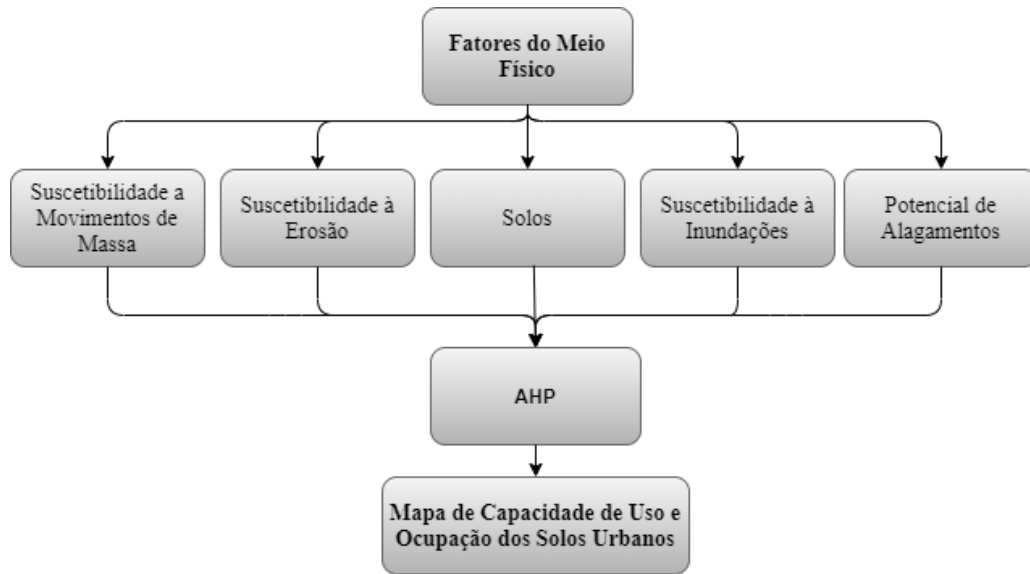 Fatores do Meio
Físico
Suscetibilidade a
Movimentos de
Massa
Suscetibilidade à
Erosão
Solos
Suscetibilidade à
Inundações
Potencial de
Alagamentos
AHP
Mapa de Capacidade de Uso e
Ocupação dos Solos Urbanos